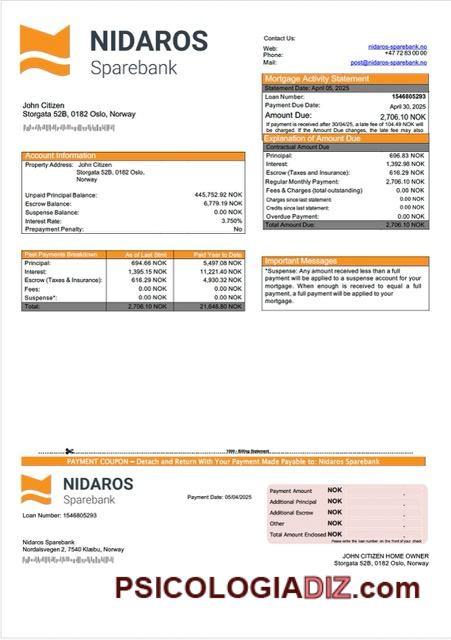 NIDAROS
Sparebank
Contact Us:
Web: nidaros-sparebank.no
Phone: +47 72 83 00 00
Mail: post@nidaros-sparebank.no
Mortgage Activity Statement
Statement Date: April 05, 2025
Loan Number: 1546805293
Payment Due Date: April 30, 2025
Amount Due: 2,706.10 NOK
If payment is received after 30/04/25, a late fee of 104.49 NOK will
be charged. If the Amount Due changes, the late fee may also
John Citizen
Storgata 52B, 0182 Oslo, Norway
Explanation of Amount Due
Contractual Amount Due
Principal: 696.83 NOK
Interest: 1,392.98 NOK
Escrow (Taxes and Insurance): 616.29 NOK
Regular Monthly Payment: 2,706.10 NOK
Fees & Charges (total outstanding) 0.00 NOK
Charges since last statement: 0.00 NOK
Credits since last statement: 0.00 NOK
Overdue Payment: 0.00 NOK
Total Amount Due: 2,706.10 NOK
Account Information
Property Address: John Citizen
Storgata 52B, 0182 Oslo,
Norway
Unpaid Principal Balance: 445,752.92 NOK
Escrow Balance: 6,779.19 NOK
Suspense Balance: 0.00 NOK
Interest Rate: 3.750%
Prepayment Penalty: No
Past Payments Breakdown As of Last Stmt Paid Year to Date
Principal: 694.66 NOK 5,497.08 NOK
Interest: 1,395.15 NOK 11,221.40 NOK
Escrow (Taxes & Insurance): 616.29 NOK 4,930.32 NOK
Fees: 0.00 NOK 0.00 NOK
Suspense*: 0.00 NOK 0.00 NOK
Total: 2,706.10 NOK 21,648.80 NOK
Important Messages
*Suspense: Any amount received less than a full
payment will be applied to a suspense account for your
mortgage. When enough is received to equal a full
payment, a full payment will be applied to your
mortgage.
1000 - Billing Statement
PAYMENT COUPON – Detach and Return With Your Payment Made Payable to: Nidaros Sparebank
NIDAROS
Sparebank
Payment Date: 05/04/2025
Loan Number: 1546805293
Payment Amount NOK .
Additional Principal NOK .
Additional Escrow NOK .
Other NOK .
Total Amount Enclosed NOK .
Please write the loan number on the front of your check
Nidaros Sparebank
Nordalsvegen 2, 7540 Klæbu, Norway
JOHN CITIZEN HOME OWNER
Storgata 52B, 0182 Oslo, Norway
PSICOLOGIADIZ.com